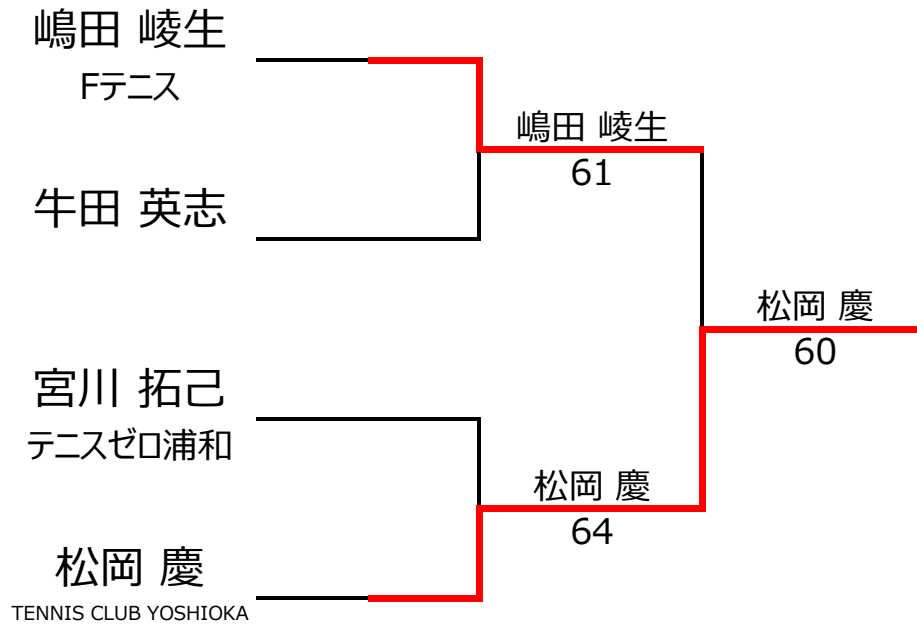 嶋田 崚生
Fテニス
嶋田 崚生
61
牛田 英志
松岡 慶
60
宮川 拓己
テニスゼロ浦和
松岡 慶
64
松岡 慶
TENNIS CLUB YOSHIOKA